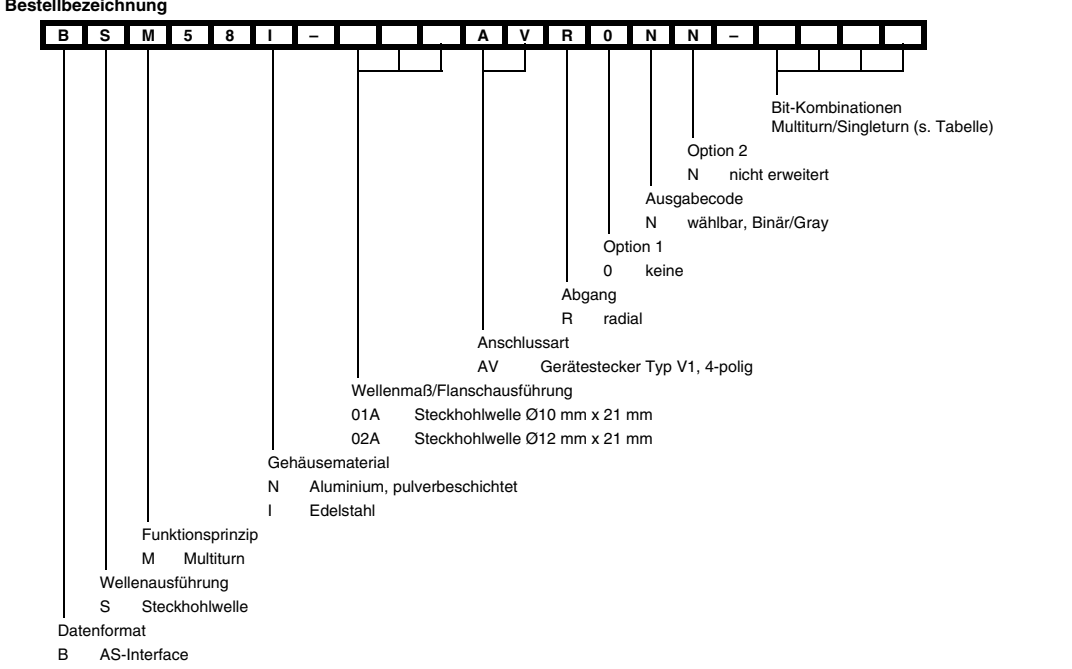 Bestellbezeichnung
B S M 5 8 I – A V R 0 N N –
Bit-Kombinationen
Multiturn/Singleturn (s. Tabelle)
Option 2
N nicht erweitert
Ausgabecode
N wählbar, Binär/Gray
Option 1
0 keine
Abgang
R radial
Anschlussart
AV Gerätestecker Typ V1, 4-polig
Wellenmaß/Flanschausführung
01A Steckhohlwelle Ø10 mm x 21 mm
02A Steckhohlwelle Ø12 mm x 21 mm
Gehäusematerial
N Aluminium, pulverbeschichtet
I Edelstahl
Funktionsprinzip
M Multiturn
Wellenausführung
S Steckhohlwelle
Datenformat
B AS-Interface